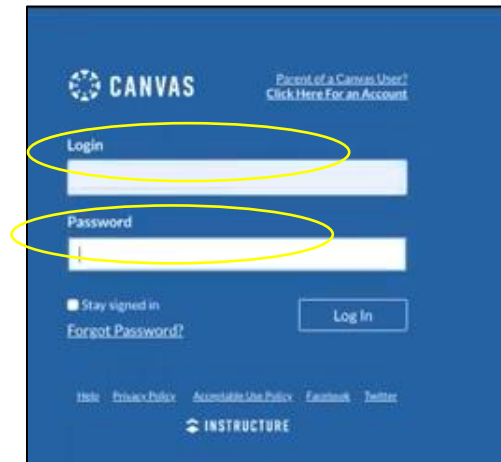 CANVAS
Parent of a Canvas User?
Click Here For an Account
Login
Password
Stay signed in
Log In
Forgot Password?
Help Privacy Policy Acceptable Use Policy Facebook Twitter
INSTRUCTURE